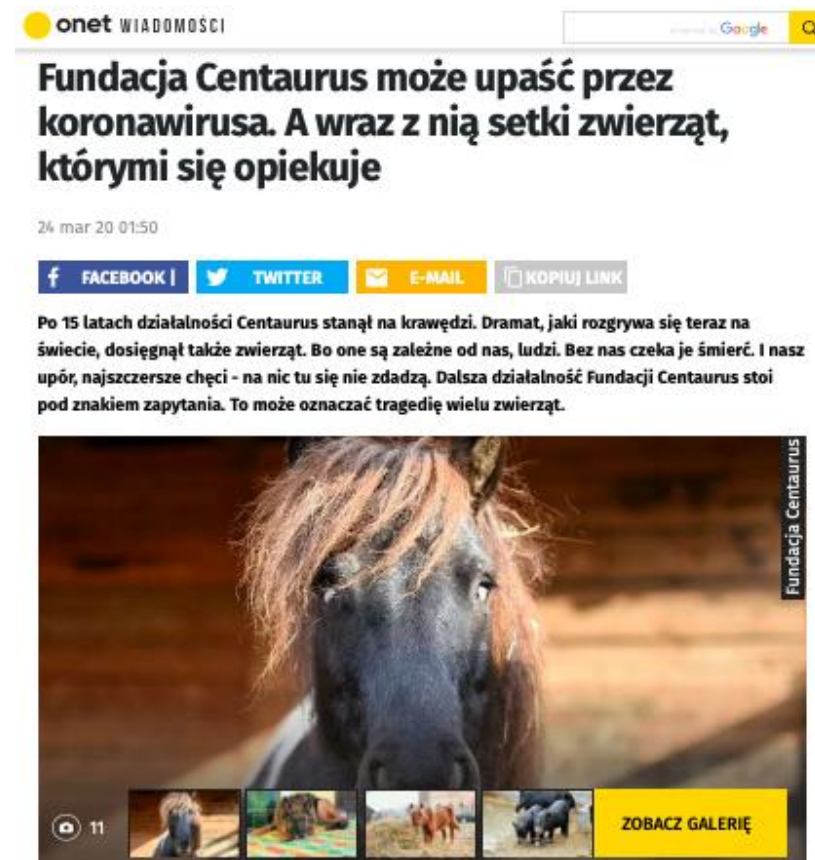 onet WIADOMOŚCI
Google
Fundacja Centaurus może upaść przez
koronawirusa. A wraz z nią setki zwierząt,
którymi się opiekuje
24 mar 20 01:50
FACEBOOK |
TWITTER
E-MAIL
KOPIUJ LINK
Po 15 latach działalności Centaurus stanął na krawędzi. Dramat, jaki rozgrywa się teraz na
świecie, dosięgnął także zwierząt. Bo one są zależne od nas, ludzi. Bez nas czeka je śmierć. I nasz
upór, najszczersze chęci - na nic tu się nie zdadzą. Dalsza działalność Fundacji Centaurus stoi
pod znakiem zapytania. To może oznaczać tragedię wielu zwierząt.
Fundacja Centaurus
11
ZOBACZ GALERIĘ